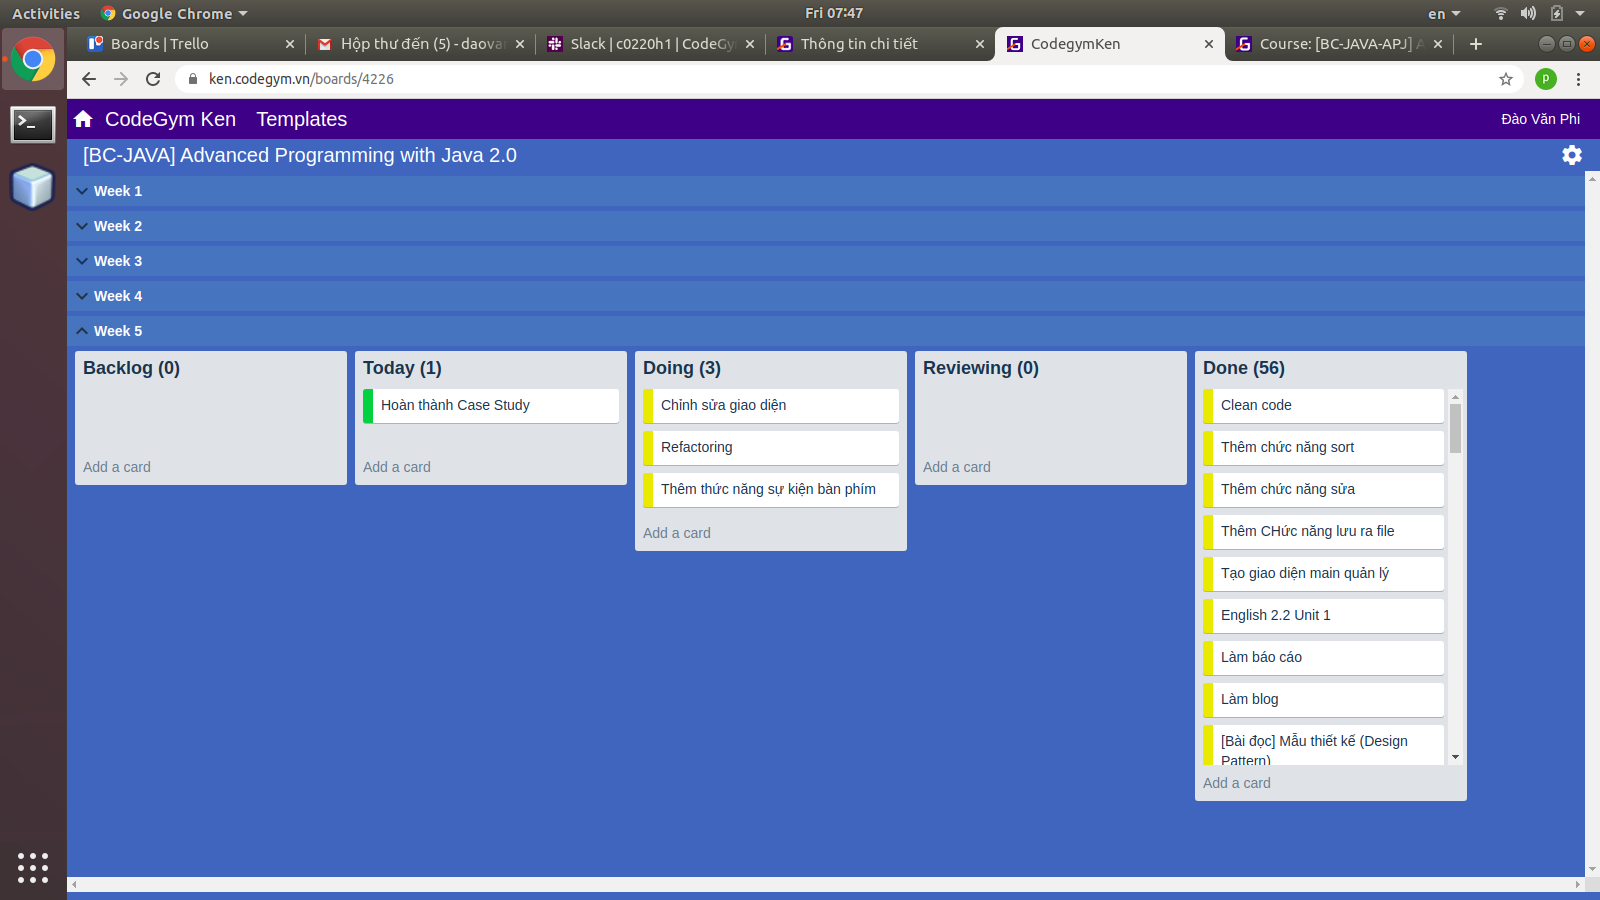 Activities
Google Chrome
Fri 07:47
en
Boards | Trello
Hộp thư đến (5) - daovan
Slack | c0220h1 | CodeGy
Thông tin chi tiết
CodegymKen
Course: [BC-JAVA-APJ] A
ken.codegym.vn/boards/4226
p
CodeGym Ken
Templates
Đào Văn Phi
[BC-JAVA] Advanced Programming with Java 2.0
Week 1
Week 2
Week 3
Week 4
Week 5
Backlog (0)
Add a card
Today (1)
Hoàn thành Case Study
Add a card
Doing (3)
Chỉnh sửa giao diện
Refactoring
Thêm thức năng sự kiện bàn phím
Add a card
Reviewing (0)
Add a card
Done (56)
Clean code
Thêm chức năng sort
Thêm chức năng sửa
Thêm CHức năng lưu ra file
Tạo giao diện main quản lý
English 2.2 Unit 1
Làm báo cáo
Làm blog
[Bài đọc] Mẫu thiết kế (Design
Pattern)
Add a card